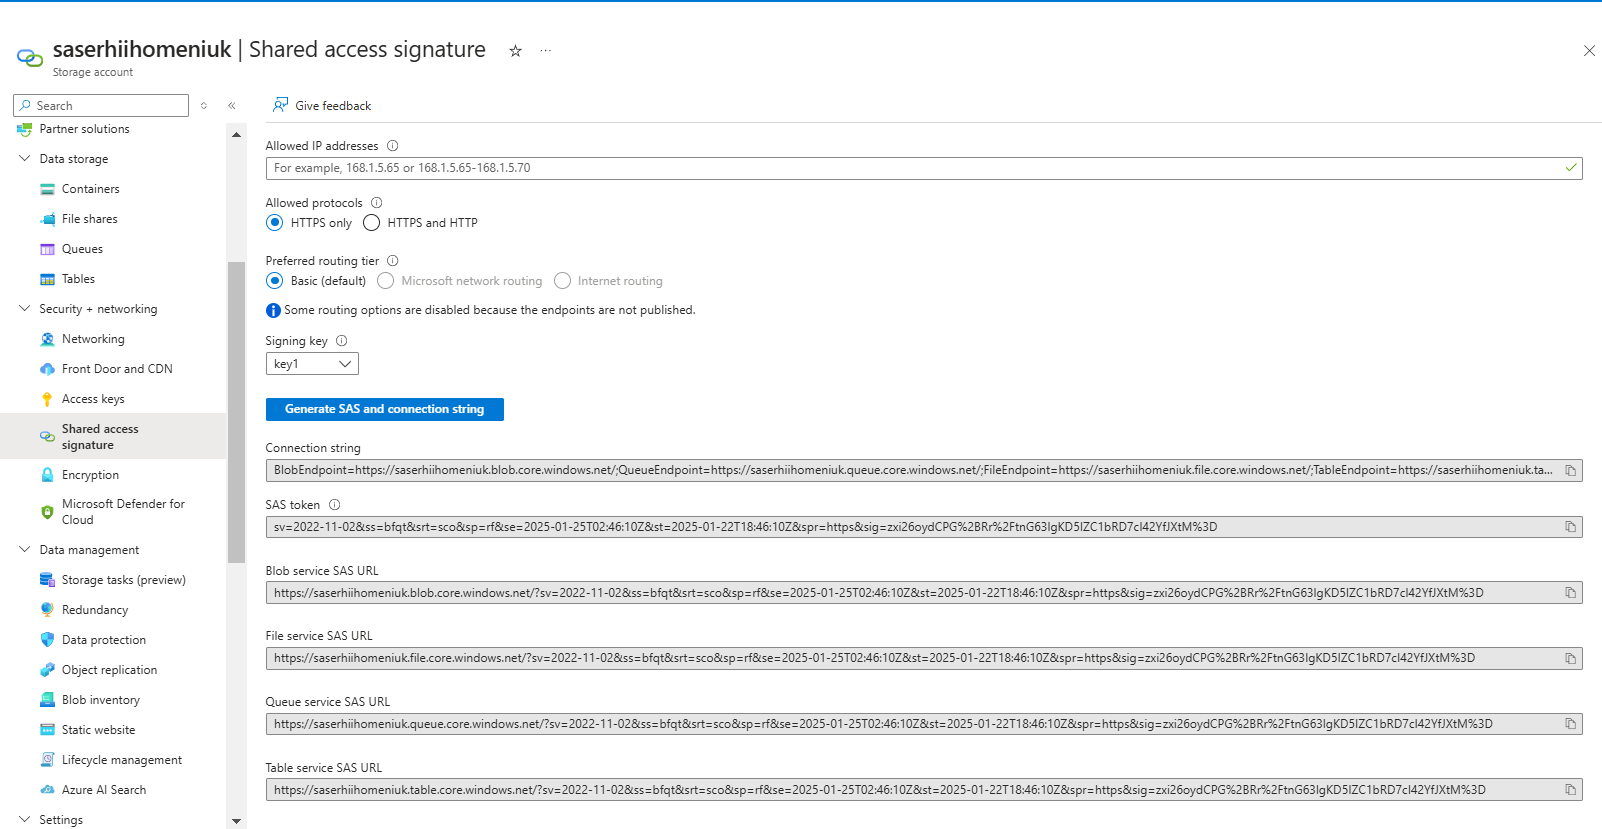 saserhiihomeniuk | Shared access signature
Storage account
Search
Give feedback
Partner solutions
Data storage
Containers
File shares
Queues
Tables
Security + networking
Networking
Front Door and CDN
Access keys
Shared access
signature
Encryption
Microsoft Defender for
Cloud
Data management
Storage tasks (preview)
Redundancy
Data protection
Object replication
Blob inventory
Static website
Lifecycle management
Azure AI Search
Settings
Allowed IP addresses
For example, 168.1.5.65 or 168.1.5.65-168.1.5.70
Allowed protocols
HTTPS only HTTPS and HTTP
Preferred routing tier
Basic (default) Microsoft network routing Internet routing
Some routing options are disabled because the endpoints are not published.
Signing key
key1
Generate SAS and connection string
Connection string
BlobEndpoint=https://saserhiihomeniuk.blob.core.windows.net/;QueueEndpoint=https://saserhiihomeniuk.queue.core.windows.net/;FileEndpoint=https://saserhiihomeniuk.file.core.windows.net/;TableEndpoint=https://saserhiihomeniuk.ta...
SAS token
sv=2022-11-02&ss=bfqt&srt=sco&sp=rf&se=2025-01-25T02:46:10Z&st=2025-01-22T18:46:10Z&spr=https&sig=zxi26oydCPG%2BRr%2FtnG63IgKD5IZC1bRD7cI42YfJXtM%3D
Blob service SAS URL
https://saserhiihomeniuk.blob.core.windows.net/?sv=2022-11-02&ss=bfqt&srt=sco&sp=rf&se=2025-01-25T02:46:10Z&st=2025-01-22T18:46:10Z&spr=https&sig=zxi26oydCPG%2BRr%2FtnG63IgKD5IZC1bRD7cI42YfJXtM%3D
File service SAS URL
https://saserhiihomeniuk.file.core.windows.net/?sv=2022-11-02&ss=bfqt&srt=sco&sp=rf&se=2025-01-25T02:46:10Z&st=2025-01-22T18:46:10Z&spr=https&sig=zxi26oydCPG%2BRr%2FtnG63IgKD5IZC1bRD7cI42YfJXtM%3D
Queue service SAS URL
https://saserhiihomeniuk.queue.core.windows.net/?sv=2022-11-02&ss=bfqt&srt=sco&sp=rf&se=2025-01-25T02:46:10Z&st=2025-01-22T18:46:10Z&spr=https&sig=zxi26oydCPG%2BRr%2FtnG63IgKD5IZC1bRD7cI42YfJXtM%3D
Table service SAS URL
https://saserhiihomeniuk.table.core.windows.net/?sv=2022-11-02&ss=bfqt&srt=sco&sp=rf&se=2025-01-25T02:46:10Z&st=2025-01-22T18:46:10Z&spr=https&sig=zxi26oydCPG%2BRr%2FtnG63IgKD5IZC1bRD7cI42YfJXtM%3D